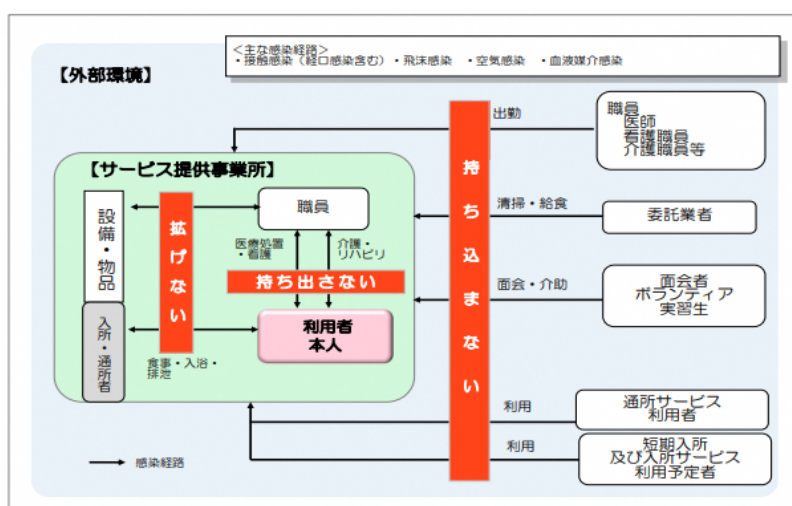 <主な感染経路>
・接触感染（経口感染含む）・飛沫感染　・空気感染　・血液媒介感染
【外部環境】
出勤
職員
医師
看護職員
介護職員等
【サービス提供事業所】
持ち込まない
設備・物品
拡げない
職員
清掃・給食
委託業者
医療処置
・看護
介護・
リハビリ
持ち出さない
面会・介助
面会者
ボランティア
実習生
入所・通所者
利用者
本人
食事・入浴・
排泄
利用
通所サービス
利用者
利用
短期入所
及び入所サービス
利用予定者
感染経路